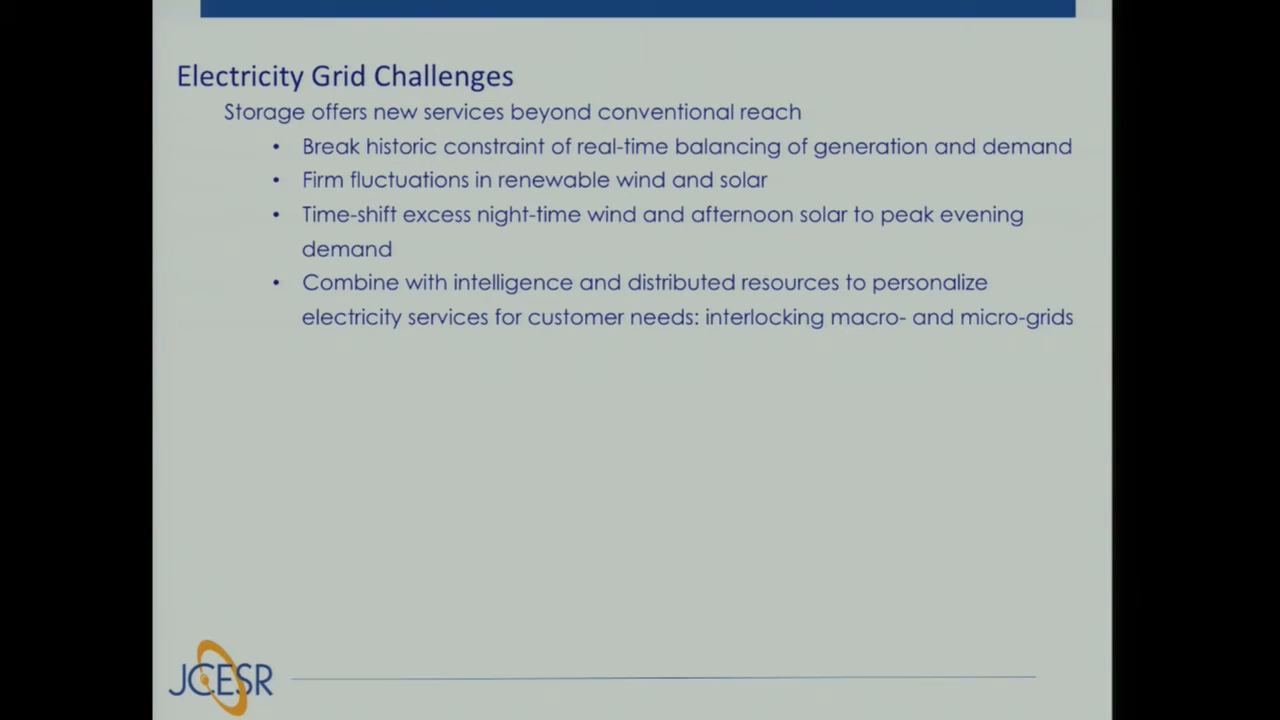 Electricity Grid Challenges
Storage offers new services beyond conventional reach
• Break historic constraint of real-time balancing of generation and demand
• Firm fluctuations in renewable wind and solar
• Time-shift excess night-time wind and afternoon solar to peak evening
demand
• Combine with intelligence and distributed resources to personalize
electricity services for customer needs: interlocking macro- and micro-grids
JCESR